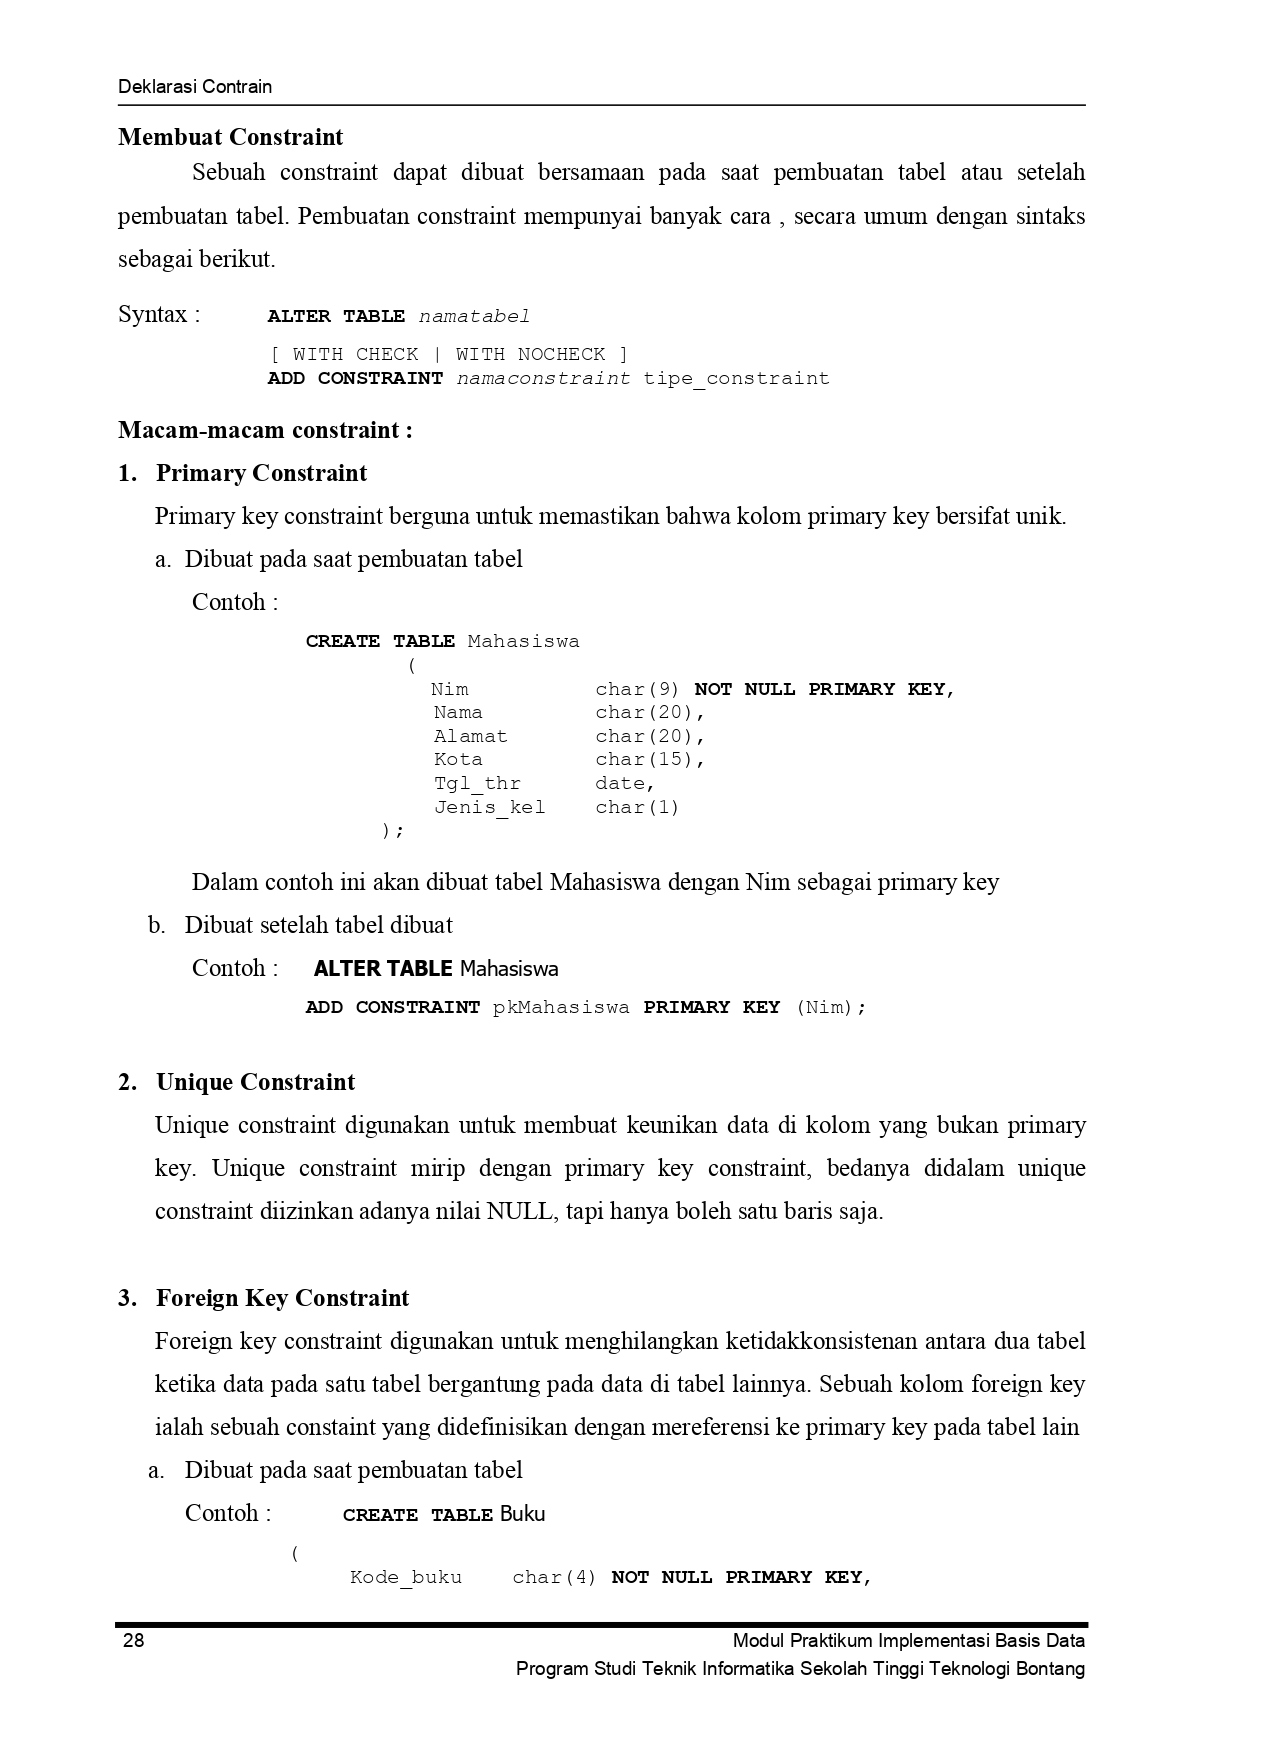 Deklarasi Contrain
Membuat Constraint
Sebuah constraint dapat dibuat bersamaan pada saat pembuatan tabel atau setelah
pembuatan tabel. Pembuatan constraint mempunyai banyak cara , secara umum dengan sintaks
sebagai berikut.
Syntax : ALTER TABLE namatabel
[ WITH CHECK | WITH NOCHECK ]
ADD CONSTRAINT namaconstraint tipe_constraint
Macam-macam constraint :
1. Primary Constraint
Primary key constraint berguna untuk memastikan bahwa kolom primary key bersifat unik.
a. Dibuat pada saat pembuatan tabel
Contoh :
CREATE TABLE Mahasiswa
(
Nim char(9) NOT NULL PRIMARY KEY,
Nama char(20),
Alamat char(20),
Kota char(15),
Tgl_thr date,
Jenis_kel char(1)
);
Dalam contoh ini akan dibuat tabel Mahasiswa dengan Nim sebagai primary key
b. Dibuat setelah tabel dibuat
Contoh : ALTER TABLE Mahasiswa
ADD CONSTRAINT pkMahasiswa PRIMARY KEY (Nim);
2. Unique Constraint
Unique constraint digunakan untuk membuat keunikan data di kolom yang bukan primary
key. Unique constraint mirip dengan primary key constraint, bedanya didalam unique
constraint diizinkan adanya nilai NULL, tapi hanya boleh satu baris saja.
3. Foreign Key Constraint
Foreign key constraint digunakan untuk menghilangkan ketidakkonsistenan antara dua tabel
ketika data pada satu tabel bergantung pada data di tabel lainnya. Sebuah kolom foreign key
ialah sebuah constaint yang didefinisikan dengan mereferensi ke primary key pada tabel lain
a. Dibuat pada saat pembuatan tabel
Contoh : CREATE TABLE Buku
(
Kode_buku char(4) NOT NULL PRIMARY KEY,
28 Modul Praktikum Implementasi Basis Data
Program Studi Teknik Informatika Sekolah Tinggi Teknologi Bontang